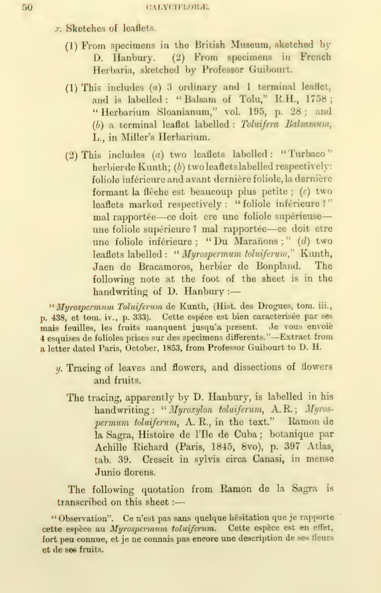 50 CALYCIFLORÆ.
x. Sketches of leaflets.
(1) From specimens in the British Museum, sketched by
D. Hanbury. (2) From specimens in French
Herbaria, sketched by Professor Guibourt.
(1) This includes (a) 3 ordinary and 1 terminal leaflet,
and is labelled : “ Balsam of Tolu,” R.H., 1758 ;
“ Herbarium Sloanianum,” vol. 195, p. 28 ; and
(b) a terminal leaflet labelled : Toluifera Balsamum,
L., in Miller's Herbarium.
(2) This includes (a) two leaflets labelled : “Turbaco”
herbier de Kunth; (b) two leaflets labelled respectively:
foliole inférieure and avant dernière foliole, la dernière
formant la flèche est beaucoup plus petite ; (c) two
leaflets marked respectively : “ foliole inférieure ?”
mal rapportée—ce doit ere une foliole supérieuse—
une foliole supérieure ? mal rapportée—ce doit etre
une foliole inférieure ; “ Du Marañons ; ” (d) two
leaflets labelled : “ Myrospermum toluiferum,” Kunth,
Jaen de Bracamoros, herbier de Bonpland. The
following note at the foot of the sheet is in the
handwriting of D. Hanbury :—
“Myrospermum Toluiferum de Kunth, (Hist. des Drogues, tom. iii.,
p. 438, et tom. iv., p. 333). Cette espéce est bien caracterisée par ses
mais feuilles, les fruits manquent jusqu'a present. Je vous envoié
4 esquises de folioles prises sur des specimens differents.”—Extract from
a letter dated Paris, October, 1853, from Professor Guibourt to D. H.
y. Tracing of leaves and flowers, and dissections of flowers
and fruits.
The tracing, apparently by D. Hanbury, is labelled in his
handwriting : “ Myroxylon toluiferum, A.R.; Myros-
permum toluiferum, A. R., in the text.” Ramon de
la Sagra, Histoire de l'Ile de Cuba ; botanique par
Achille Richard (Paris, 1845, 8vo), p. 397 Atlas,
tab. 39. Crescit in sylvis circa Canasi, in mense
Junio florens.
The following quotation from Ramon de la Sagra is
transcribed on this sheet :—
“ Observation”. Ce n'est pas sans quelque hésitation que je rapporte
cette espèce au Myrospermum toluiferum. Cette espèce est en effet,
fort peu connue, et je ne connais pas encore une description de ses fleurs
et de ses fruits.